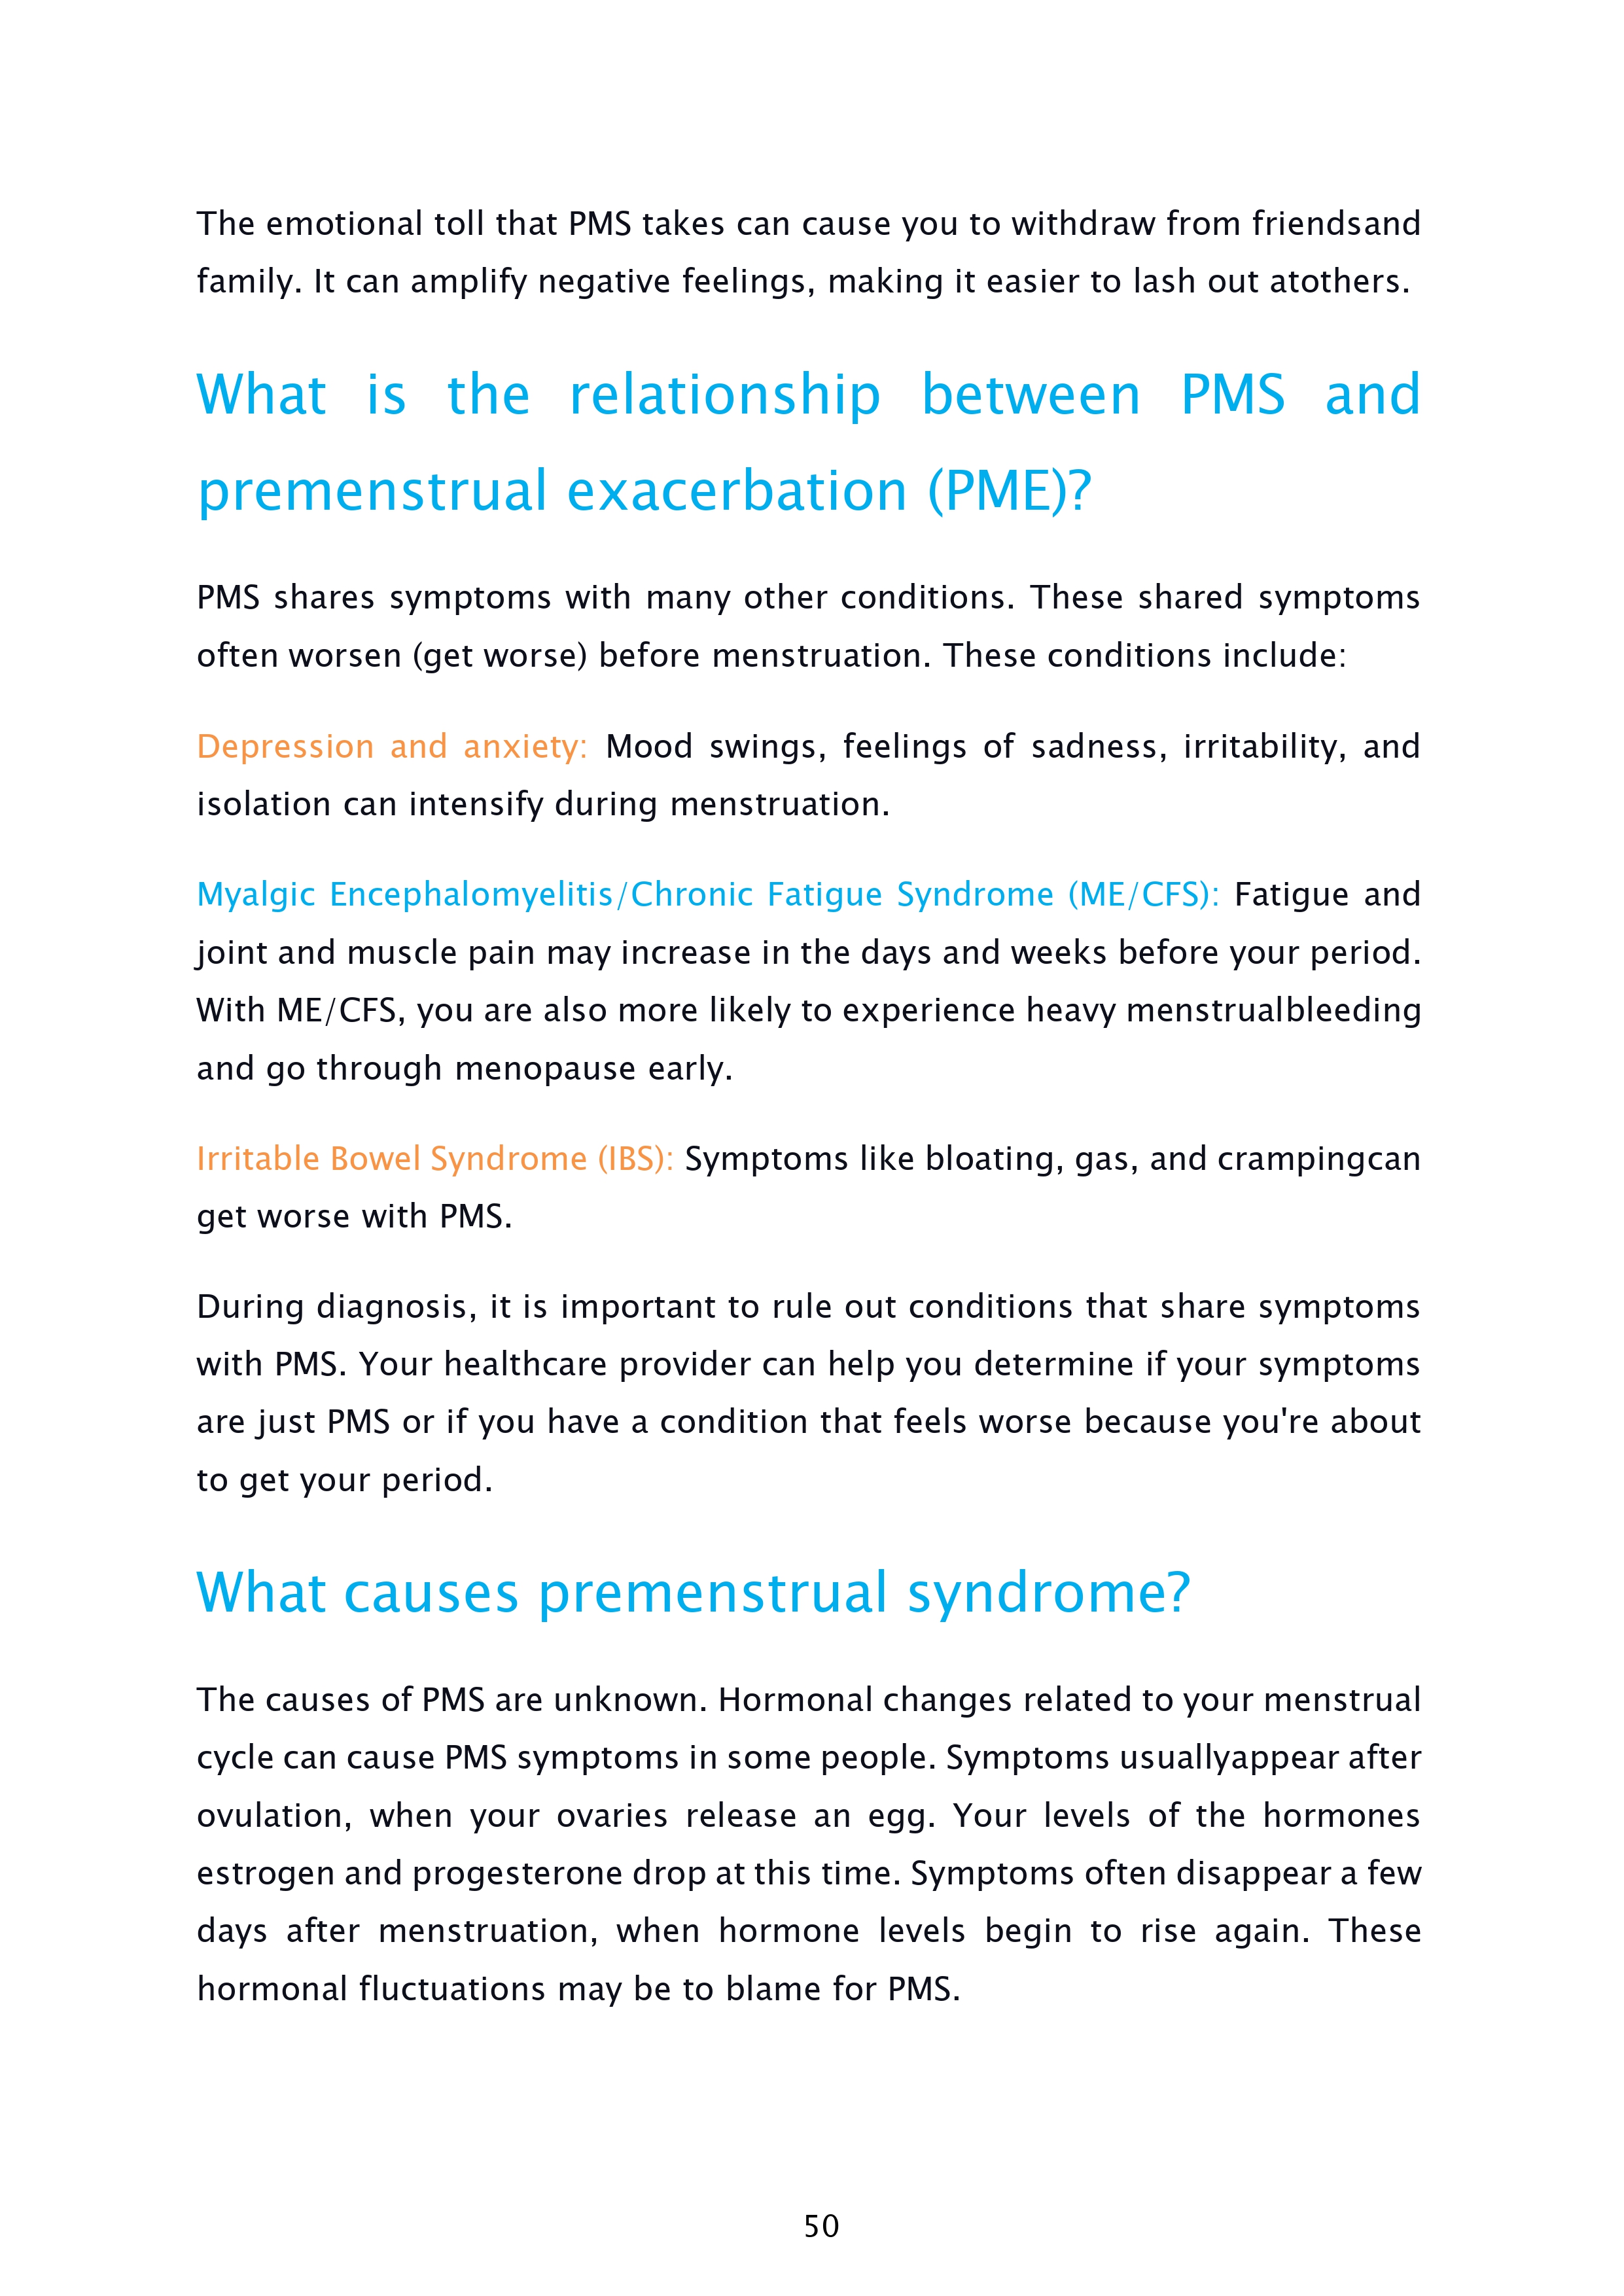 The emotional toll that PMS takes can cause you to withdraw from friendsand
family. It can amplify negative feelings, making it easier to lash out atothers.
What is the relationship between PMS and
premenstrual exacerbation (PME)?
PMS shares symptoms with many other conditions. These shared symptoms
often worsen (get worse) before menstruation. These conditions include:
Depression and anxiety: Mood swings, feelings of sadness, irritability, and
isolation can intensify during menstruation.
Myalgic Encephalomyelitis/Chronic Fatigue Syndrome (ME/CFS): Fatigue and
joint and muscle pain may increase in the days and weeks before your period.
With ME/CFS, you are also more likely to experience heavy menstrualbleeding
and go through menopause early.
Irritable Bowel Syndrome (IBS): Symptoms like bloating, gas, and crampingcan
get worse with PMS.
During diagnosis, it is important to rule out conditions that share symptoms
with PMS. Your healthcare provider can help you determine if your symptoms
are just PMS or if you have a condition that feels worse because you're about
to get your period.
What causes premenstrual syndrome?
The causes of PMS are unknown. Hormonal changes related to your menstrual
cycle can cause PMS symptoms in some people. Symptoms usuallyappear after
ovulation, when your ovaries release an egg. Your levels of the hormones
estrogen and progesterone drop at this time. Symptoms often disappear a few
days after menstruation, when hormone levels begin to rise again. These
hormonal fluctuations may be to blame for PMS.
50